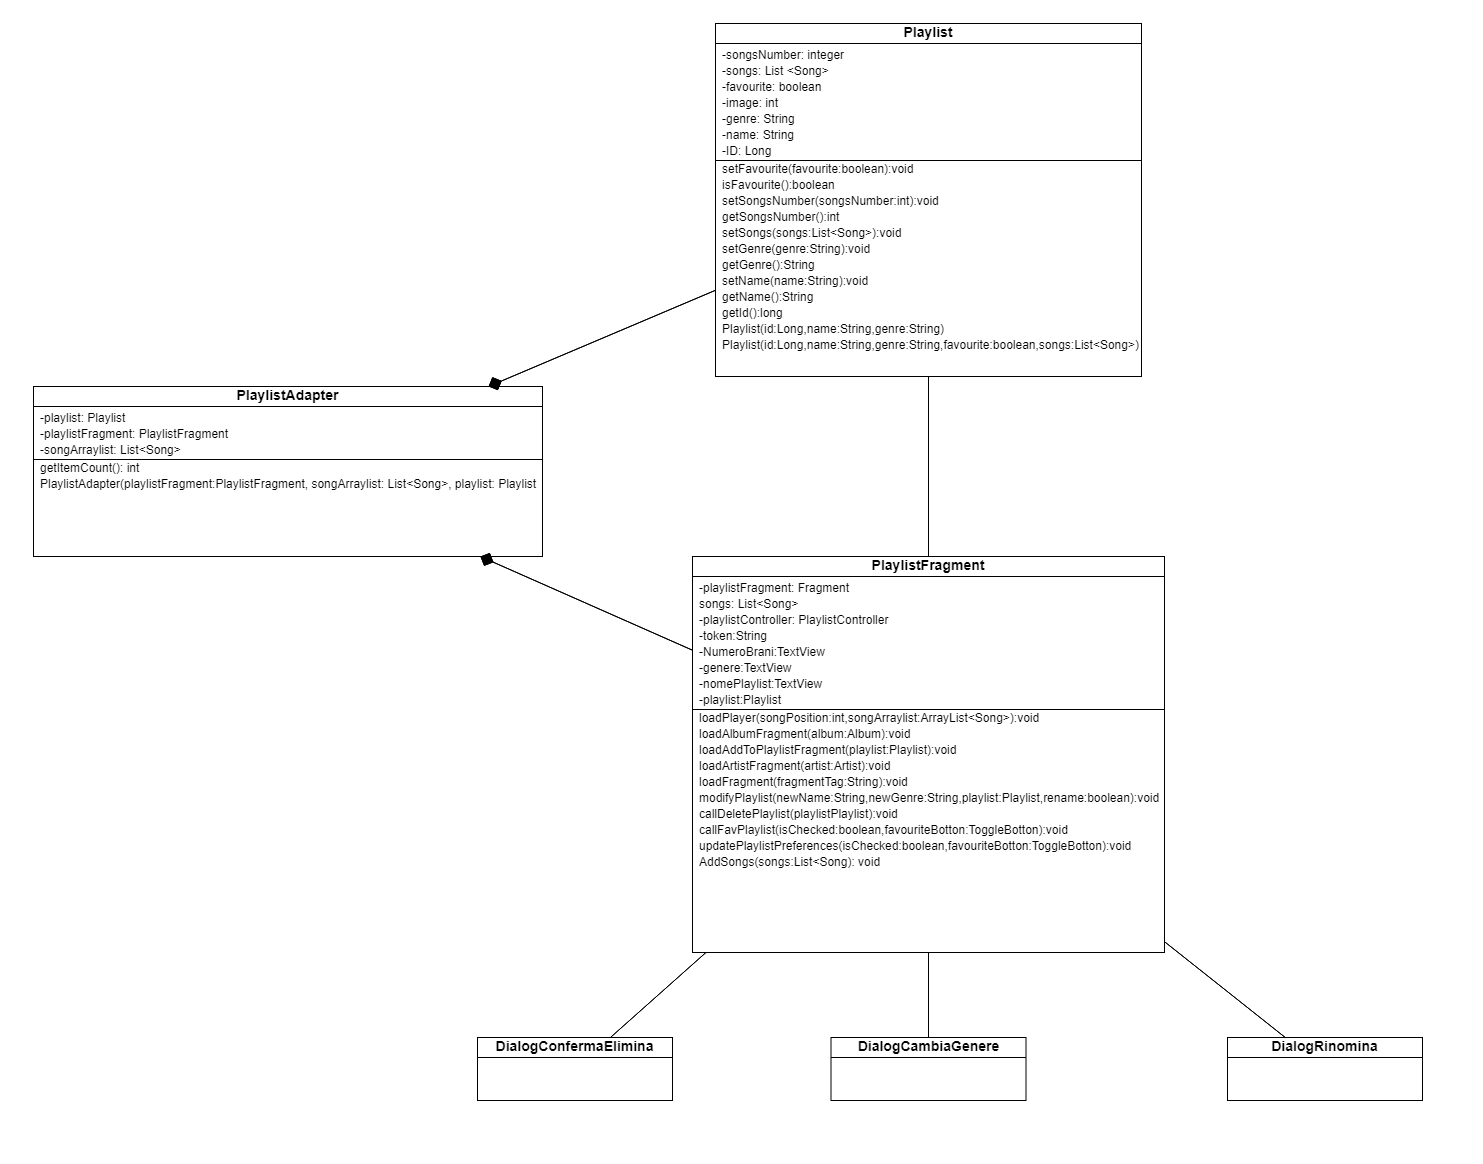 Playlist
-songsNumber: integer
-songs: List <Song>
-favourite: boolean
-image: int
-genre: String
-name: String
-ID: Long
setFavourite(favourite:boolean):void
isFavourite():boolean
setSongsNumber(songsNumber:int):void
getSongsNumber():int
setSongs(songs:List<Song>):void
setGenre(genre:String):void
getGenre():String
setName(name:String):void
getName():String
getId():long
Playlist(id:Long,name:String,genre:String)
Playlist(id:Long,name:String,genre:String,favourite:boolean,songs:List<Song>)
PlaylistAdapter
-playlist: Playlist
-playlistFragment: PlaylistFragment
-songArraylist: List<Song>
getItemCount(): int
PlaylistAdapter(playlistFragment:PlaylistFragment, songArraylist: List<Song>, playlist: Playlist
PlaylistFragment
-playlistFragment: Fragment
songs: List<Song>
-playlistController: PlaylistController
-token:String
-NumeroBrani:TextView
-genere:TextView
-nomePlaylist:TextView
-playlist:Playlist
loadPlayer(songPosition:int,songArraylist:ArrayList<Song>):void
loadAlbumFragment(album:Album):void
loadAddToPlaylistFragment(playlist:Playlist):void
loadArtistFragment(artist:Artist):void
loadFragment(fragmentTag:String):void
modifyPlaylist(newName:String,newGenre:String,playlist:Playlist,rename:boolean):void
callDeletePlaylist(playlistPlaylist):void
callFavPlaylist(isChecked:boolean,favouriteBotton:ToggleBotton):void
updatePlaylistPreferences(isChecked:boolean,favouriteBotton:ToggleBotton):void
AddSongs(songs:List<Song): void
DialogConfermaElimina
DialogCambiaGenere
DialogRinomina